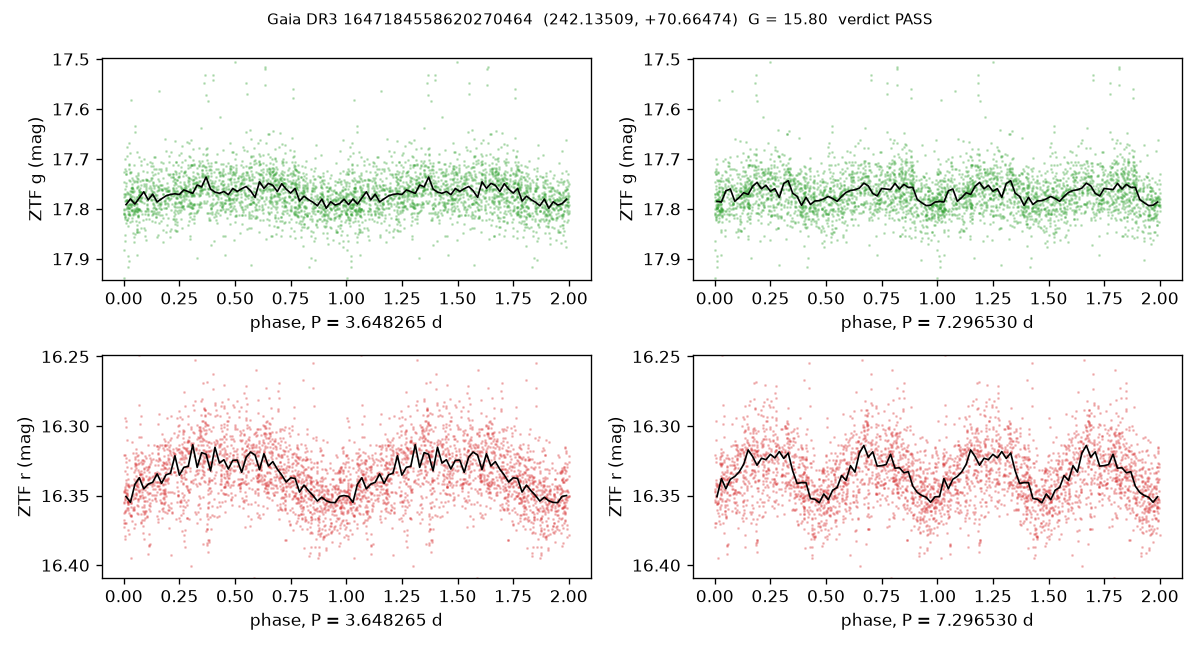 Gaia DR3 1647184558620270464  (242.13509, +70.66474)  G = 15.80  verdict PASS
ZTF g (mag)
17.5
17.6
17.7
17.8
17.9
0.00 0.25 0.50 0.75 1.00 1.25 1.50 1.75 2.00
phase, P = 3.648265 d
ZTF g (mag)
17.5
17.6
17.7
17.8
17.9
0.00 0.25 0.50 0.75 1.00 1.25 1.50 1.75 2.00
phase, P = 7.296530 d
ZTF r (mag)
16.25
16.30
16.35
16.40
0.00 0.25 0.50 0.75 1.00 1.25 1.50 1.75 2.00
phase, P = 3.648265 d
ZTF r (mag)
16.25
16.30
16.35
16.40
0.00 0.25 0.50 0.75 1.00 1.25 1.50 1.75 2.00
phase, P = 7.296530 d